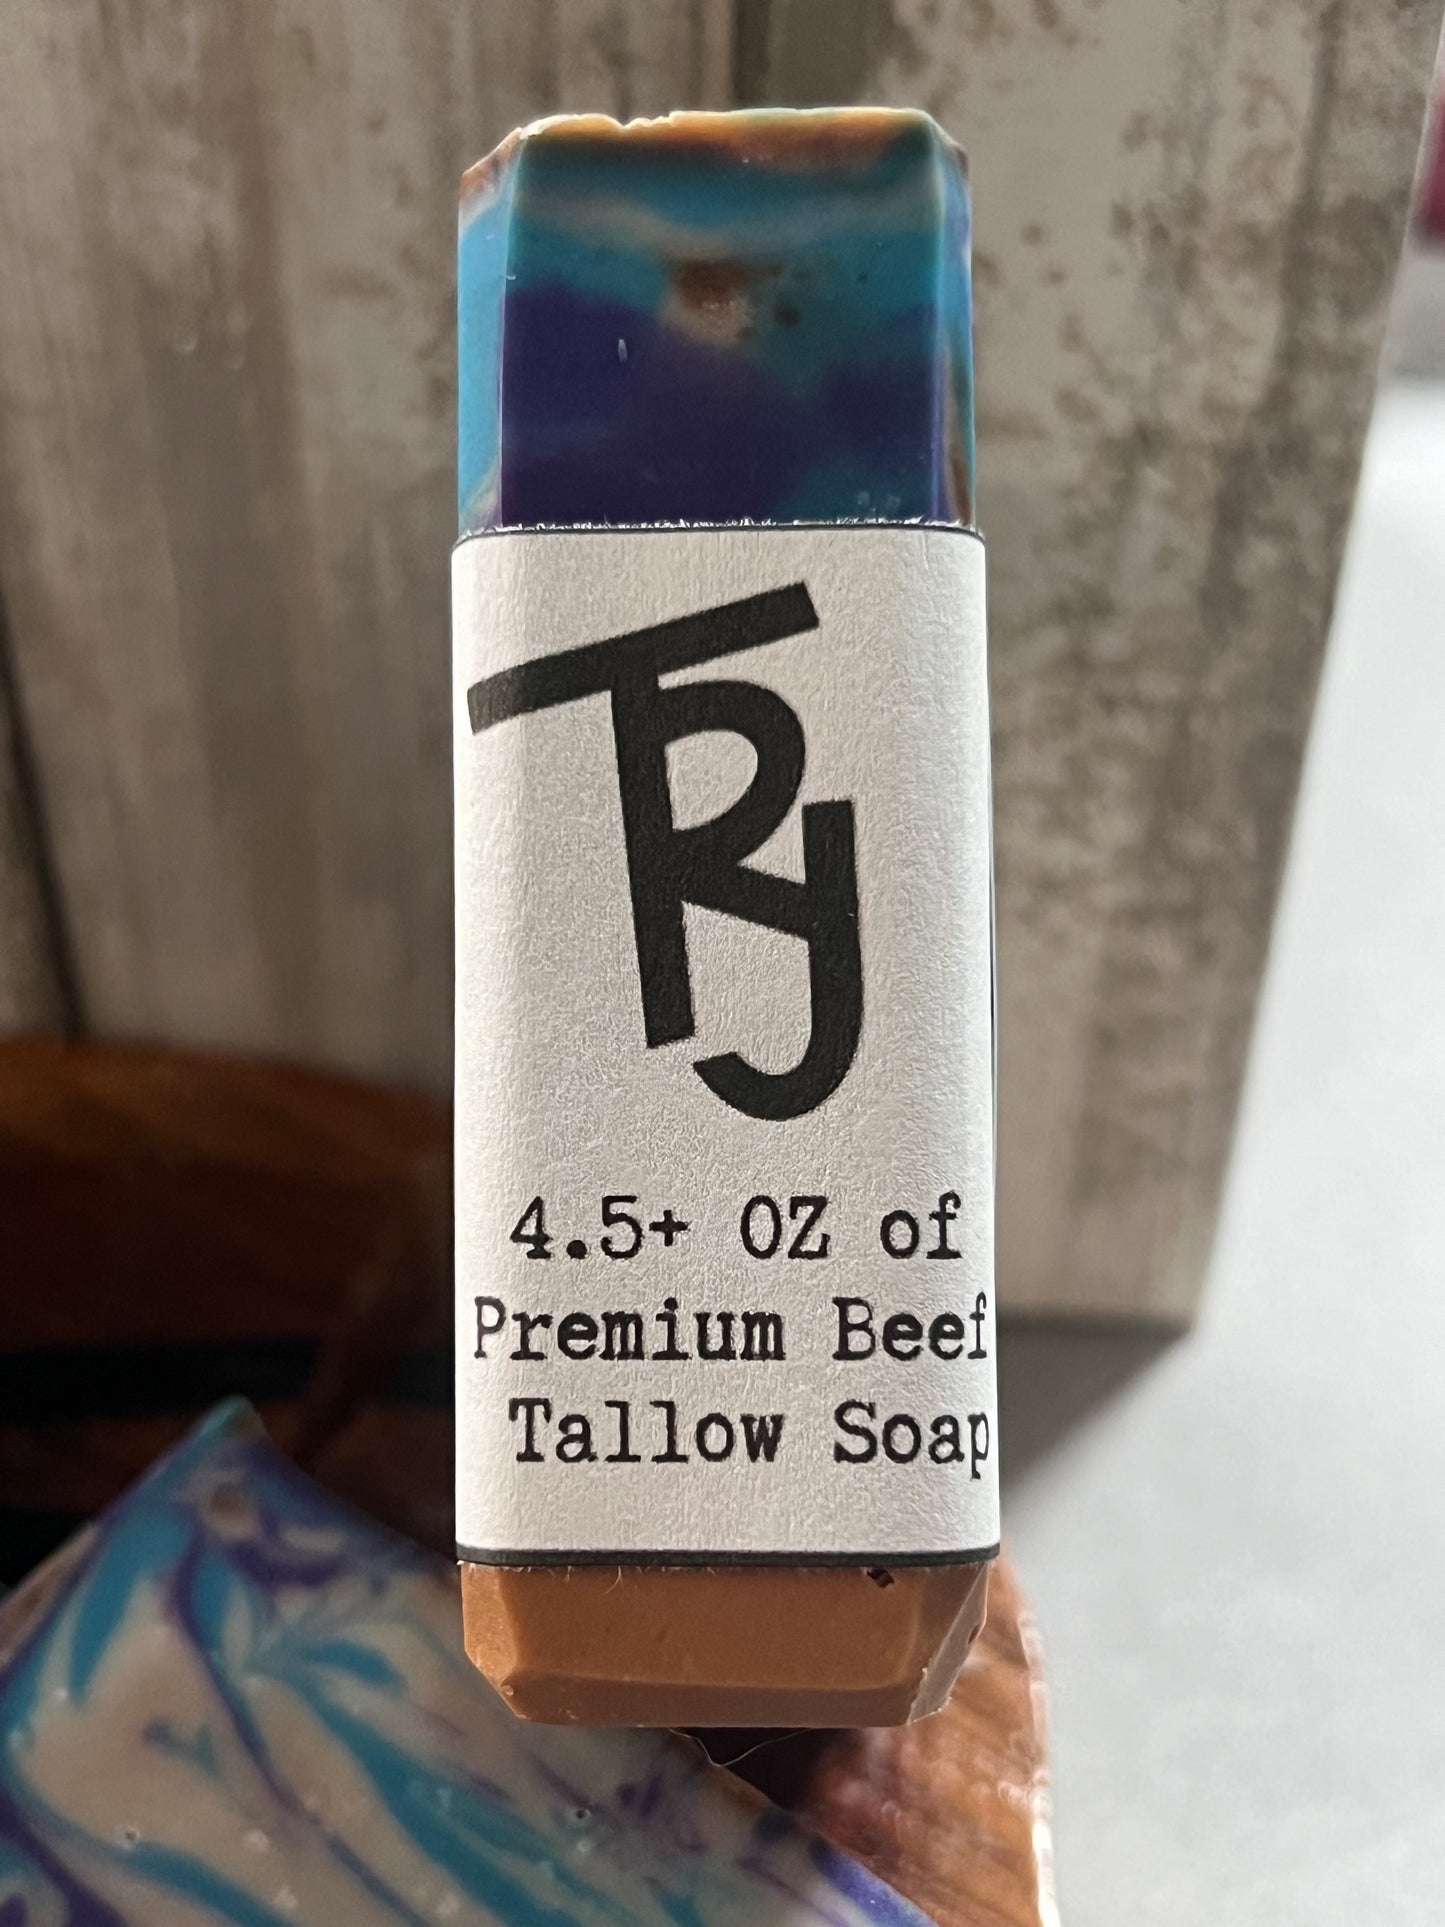 TRJ
4.5+ OZ of
Premium Beef
Tallow Soap